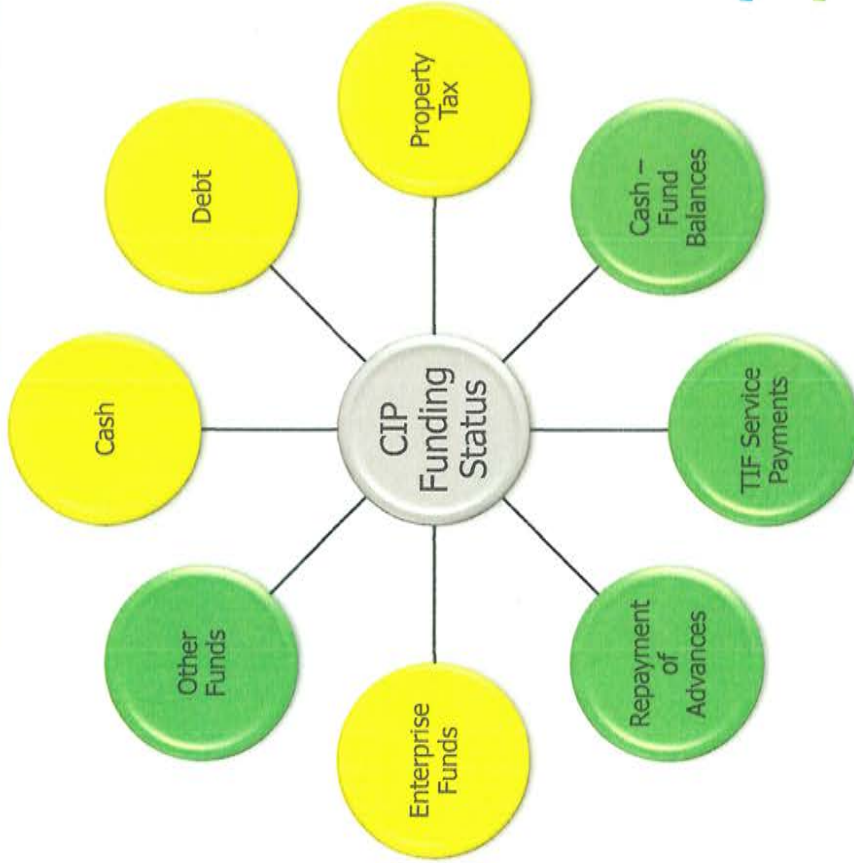 CIP
Funding
Status
Cash
Debt
Property
Tax
Cash –
Fund
Balances
TIF Service
Payments
Repayment
of
Advances
Enterprise
Funds
Other
Funds